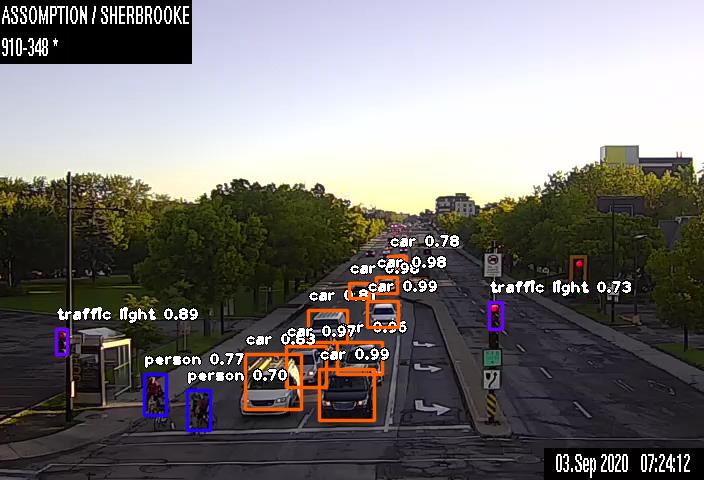 ASSOMPTION / SHERBROOKE
910-348 *
car 0.78
car 0.98
car 0.99
traffic light 0.73
traffic light 0.89
car 0.83
car 0.97
car 0.99
person 0.77
person 0.70
03.Sep 2020 07:24:12